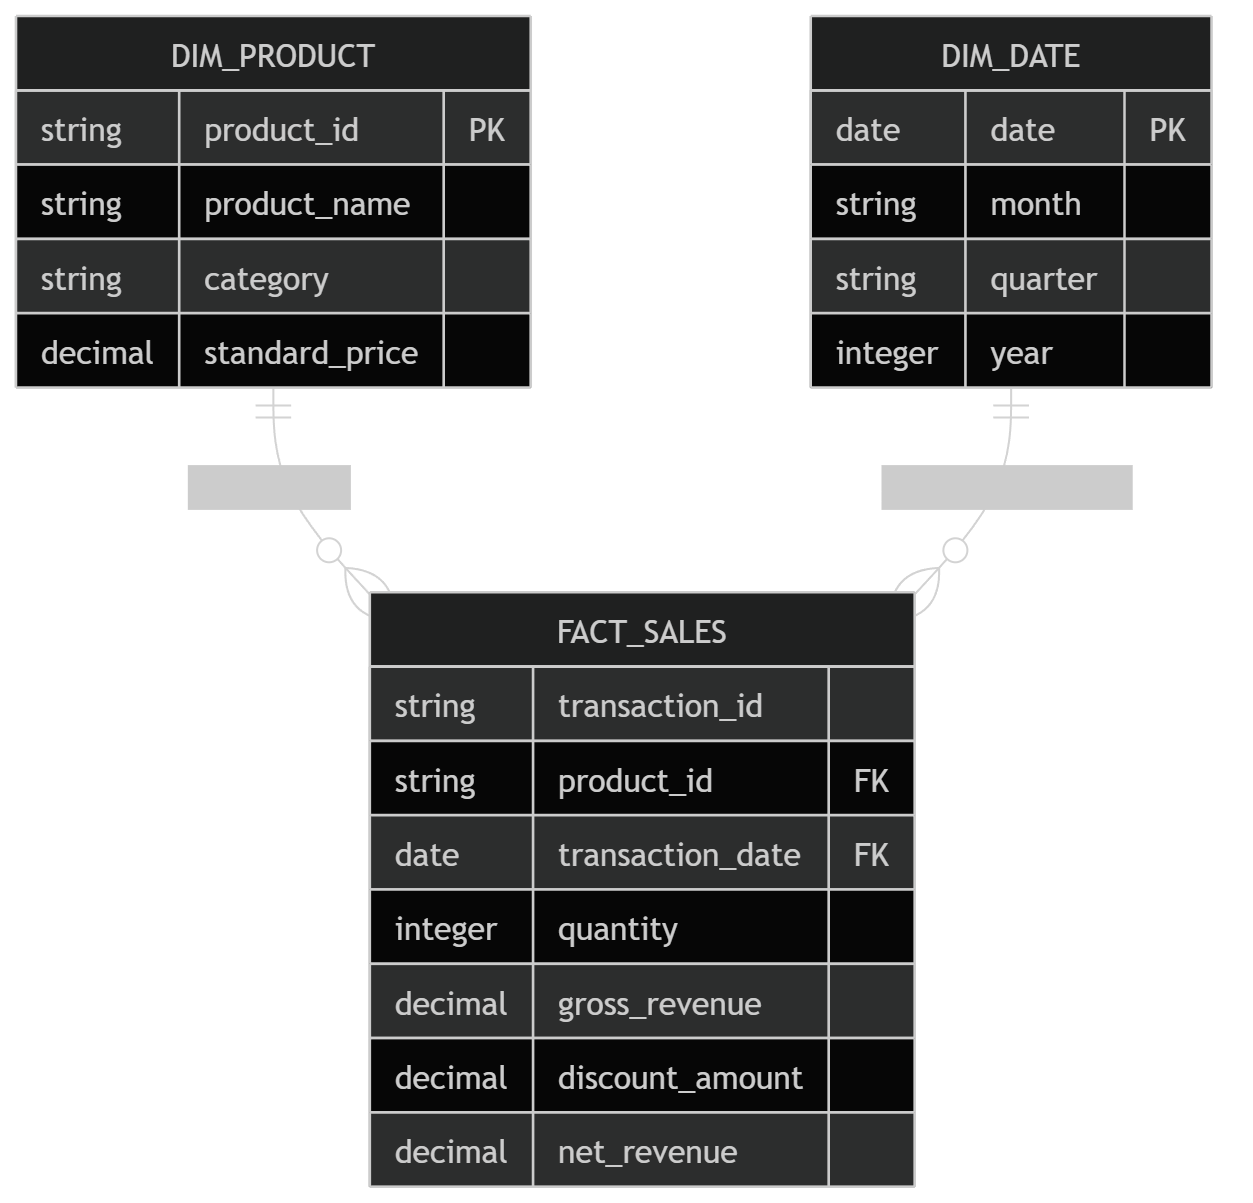 DIM_PRODUCT
string product_id PK
string product_name
string category
decimal standard_price
DIM_DATE
date date PK
string month
string quarter
integer year
FACT_SALES
string transaction_id
string product_id FK
date transaction_date FK
integer quantity
decimal gross_revenue
decimal discount_amount
decimal net_revenue